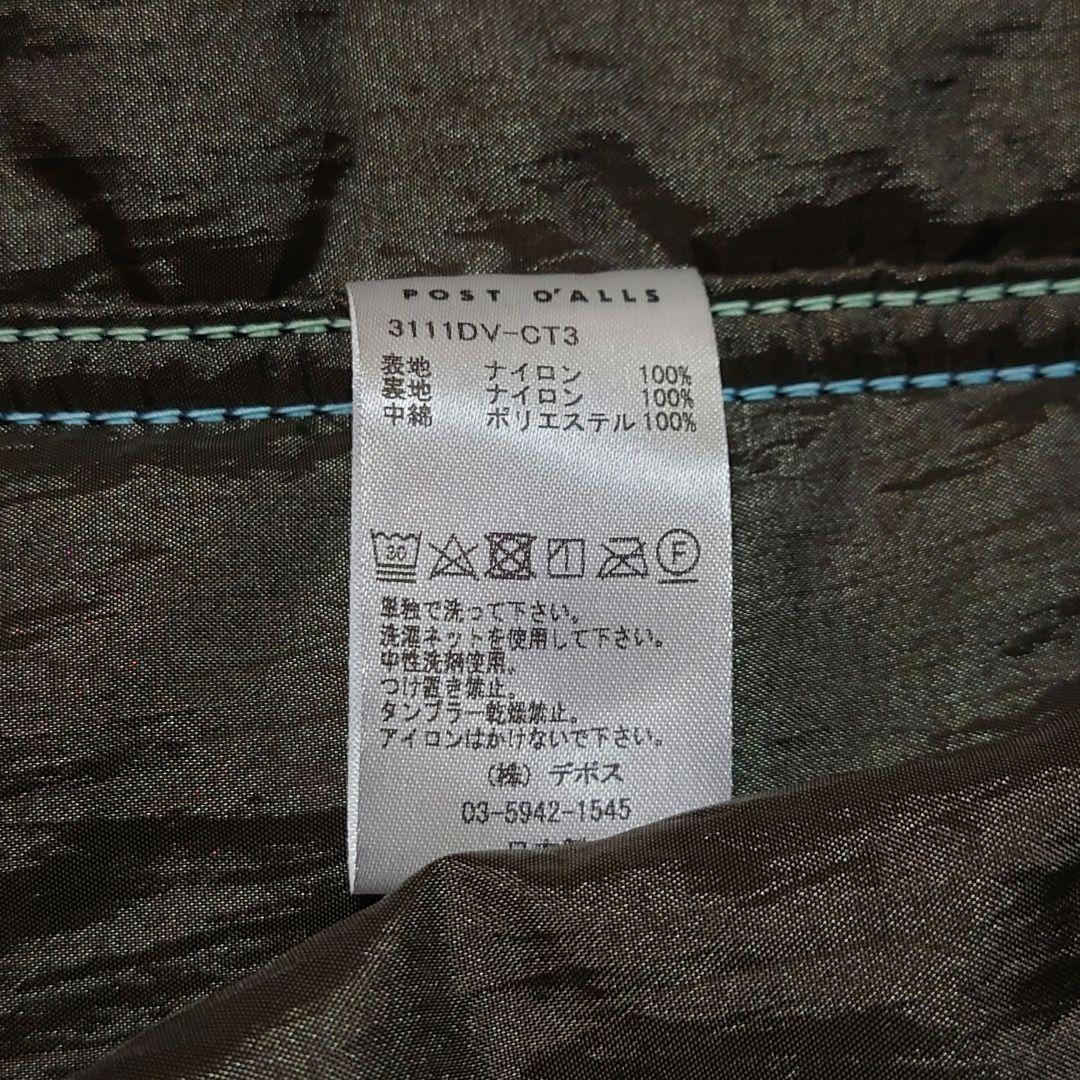 POST O'ALLS
3111DV-CT3
表地 ナイロン 100%
裏地 ナイロン 100%
中綿 ポリエステル 100%
30 F
単独で洗って下さい。
洗濯ネットを使用して下さい。
中性洗剤使用。
つけ置き禁止。
タンブラー乾燥禁止。
アイロンはかけないで下さい。
(株) デポス
03-5942-1545